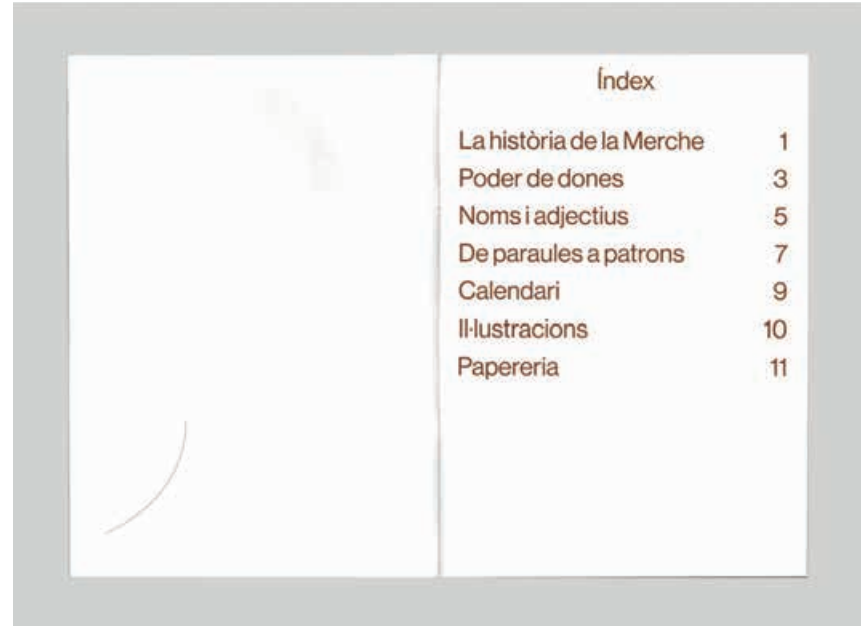 Índex
La història de la Merche 1
Poder de dones 3
Noms i adjectius 5
De paraules a patrons 7
Calendari 9
Il·lustracions 10
Papereria 11